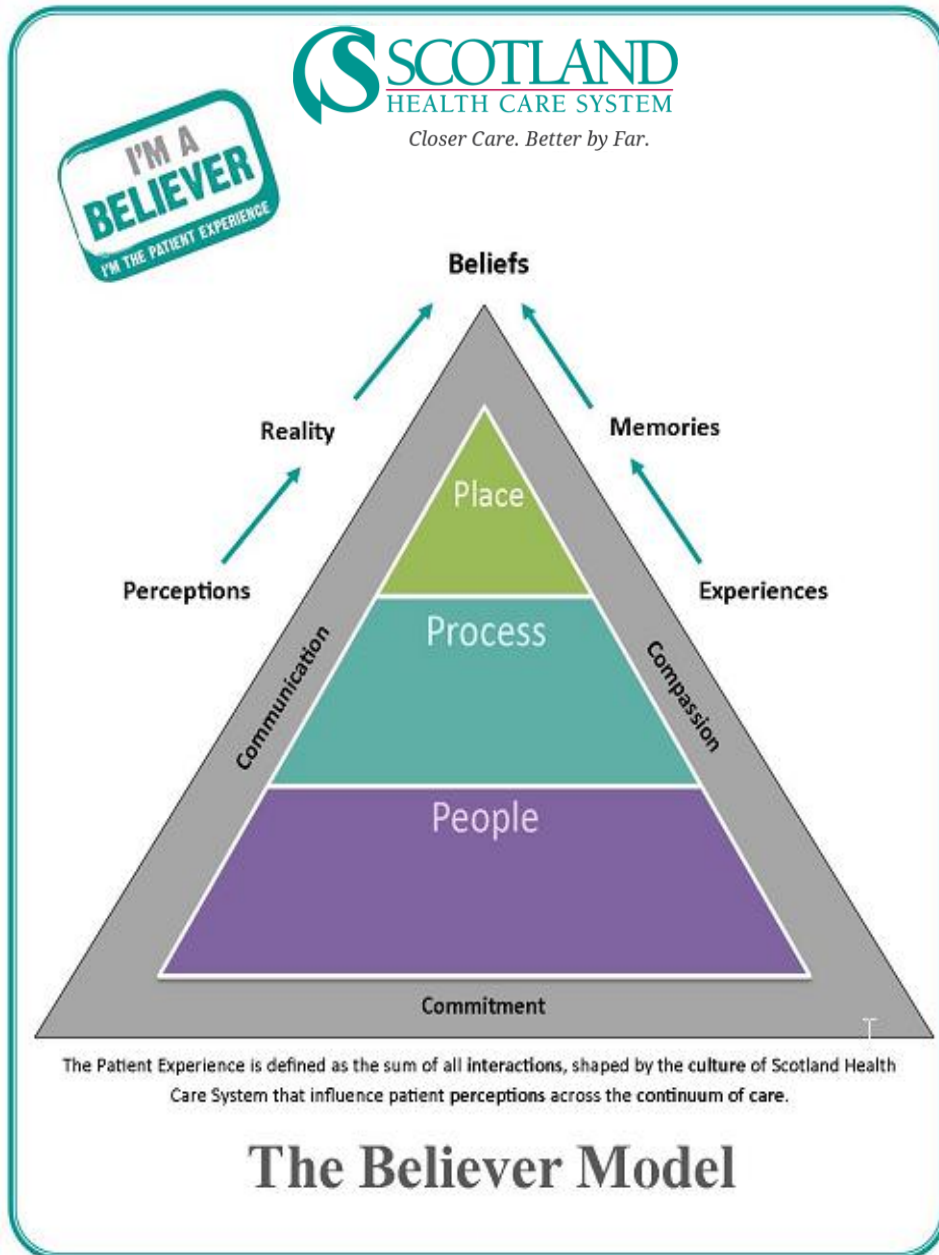 SCOTLAND
HEALTH CARE SYSTEM
Closer Care. Better by Far.
I'M A
BELIEVER
I'M THE PATIENT EXPERIENCE
Beliefs
Reality
Memories
Perceptions
Experiences
Place
Process
People
Communication
Compassion
Commitment
The Patient Experience is defined as the sum of all interactions, shaped by the culture of Scotland Health
Care System that influence patient perceptions across the continuum of care.
The Believer Model